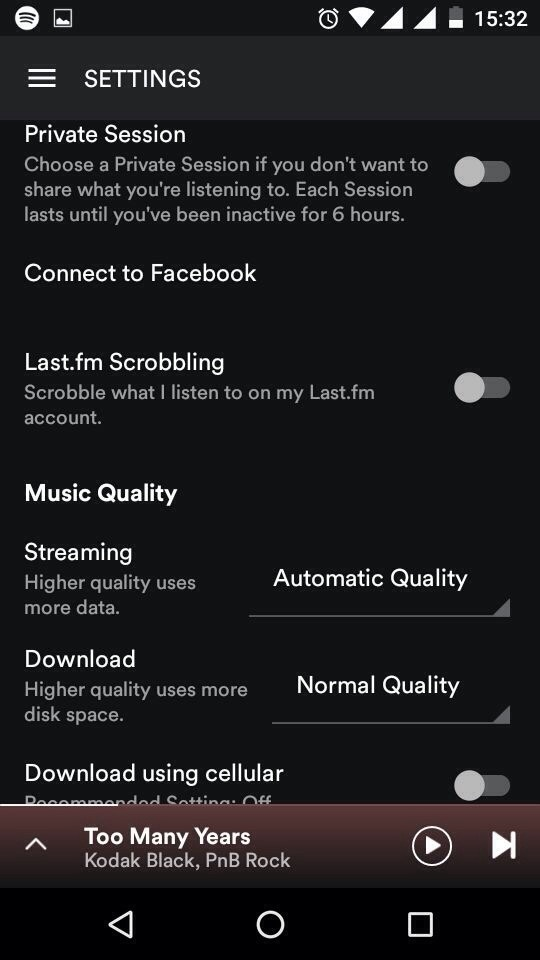 15:32
SETTINGS
Private Session
Choose a Private Session if you don't want to
share what you're listening to. Each Session
lasts until you've been inactive for 6 hours.
Connect to Facebook
Last.fm Scrobbling
Scrobble what I listen to on my Last.fm
account.
Music Quality
Streaming
Higher quality uses
more data.
Automatic Quality
Download
Higher quality uses more
disk space.
Normal Quality
Download using cellular
Recommended Setting: Off
Too Many Years
Kodak Black, PnB Rock